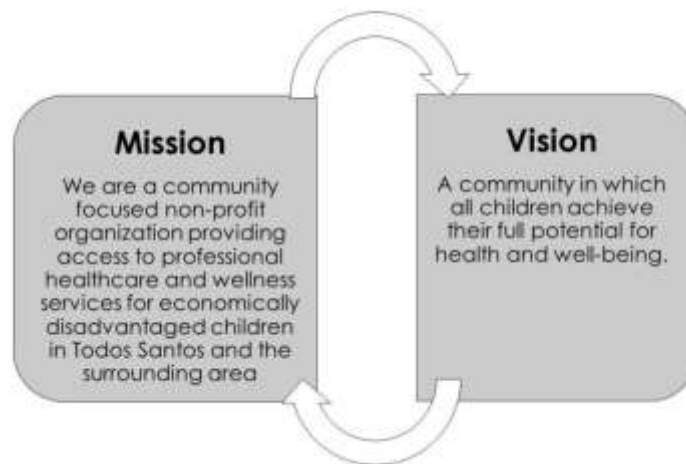 Mission
We are a community
focused non-profit
organization providing
access to professional
healthcare and wellness
services for economically
disadvantaged children
in Todos Santos and the
surrounding area
Vision
A community in which
all children achieve
their full potential for
health and well-being.